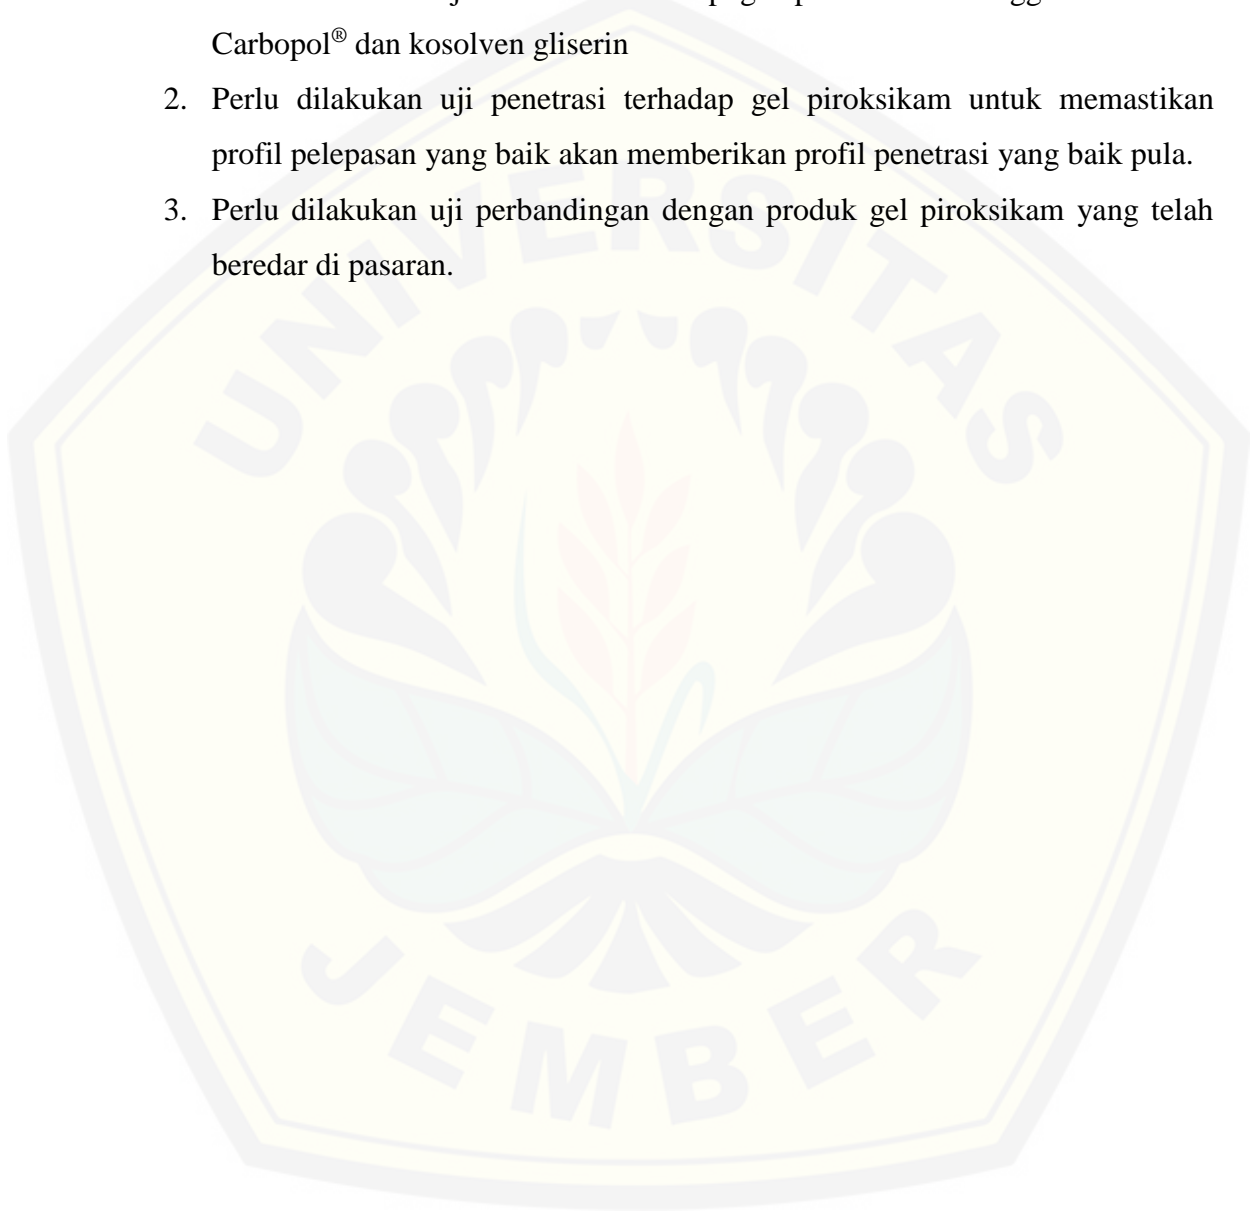 Carbopol® dan kosolven gliserin
2. Perlu dilakukan uji penetrasi terhadap gel piroksikam untuk memastikan
profil pelepasan yang baik akan memberikan profil penetrasi yang baik pula.
3. Perlu dilakukan uji perbandingan dengan produk gel piroksikam yang telah
beredar di pasaran.
UNIVERSITAS
JEMBER